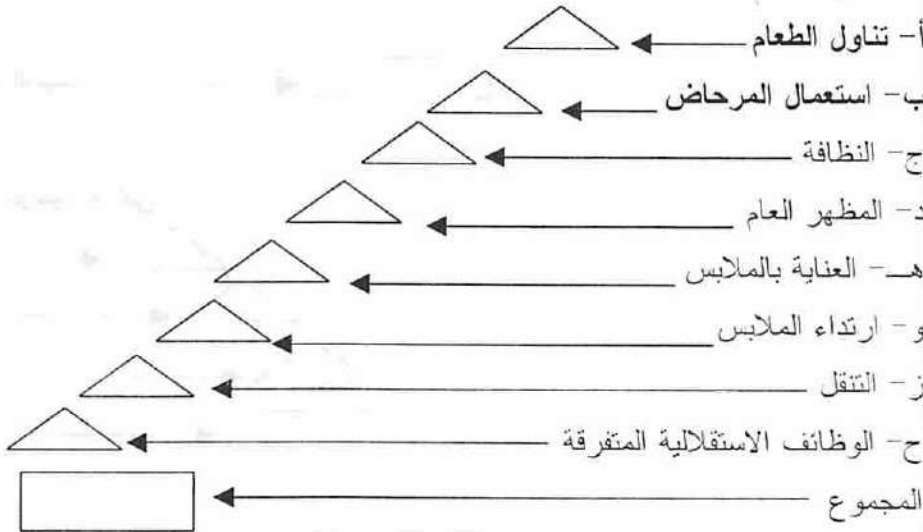 أ- تناول الطعام
ب- استعمال المرحاض
ج- النظافة
د- المظهر العام
هـ- العناية بالملابس
و- ارتداء الملابس
ز- التنقل
ح- الوظائف الاستقلالية المتفرقة
المجموع